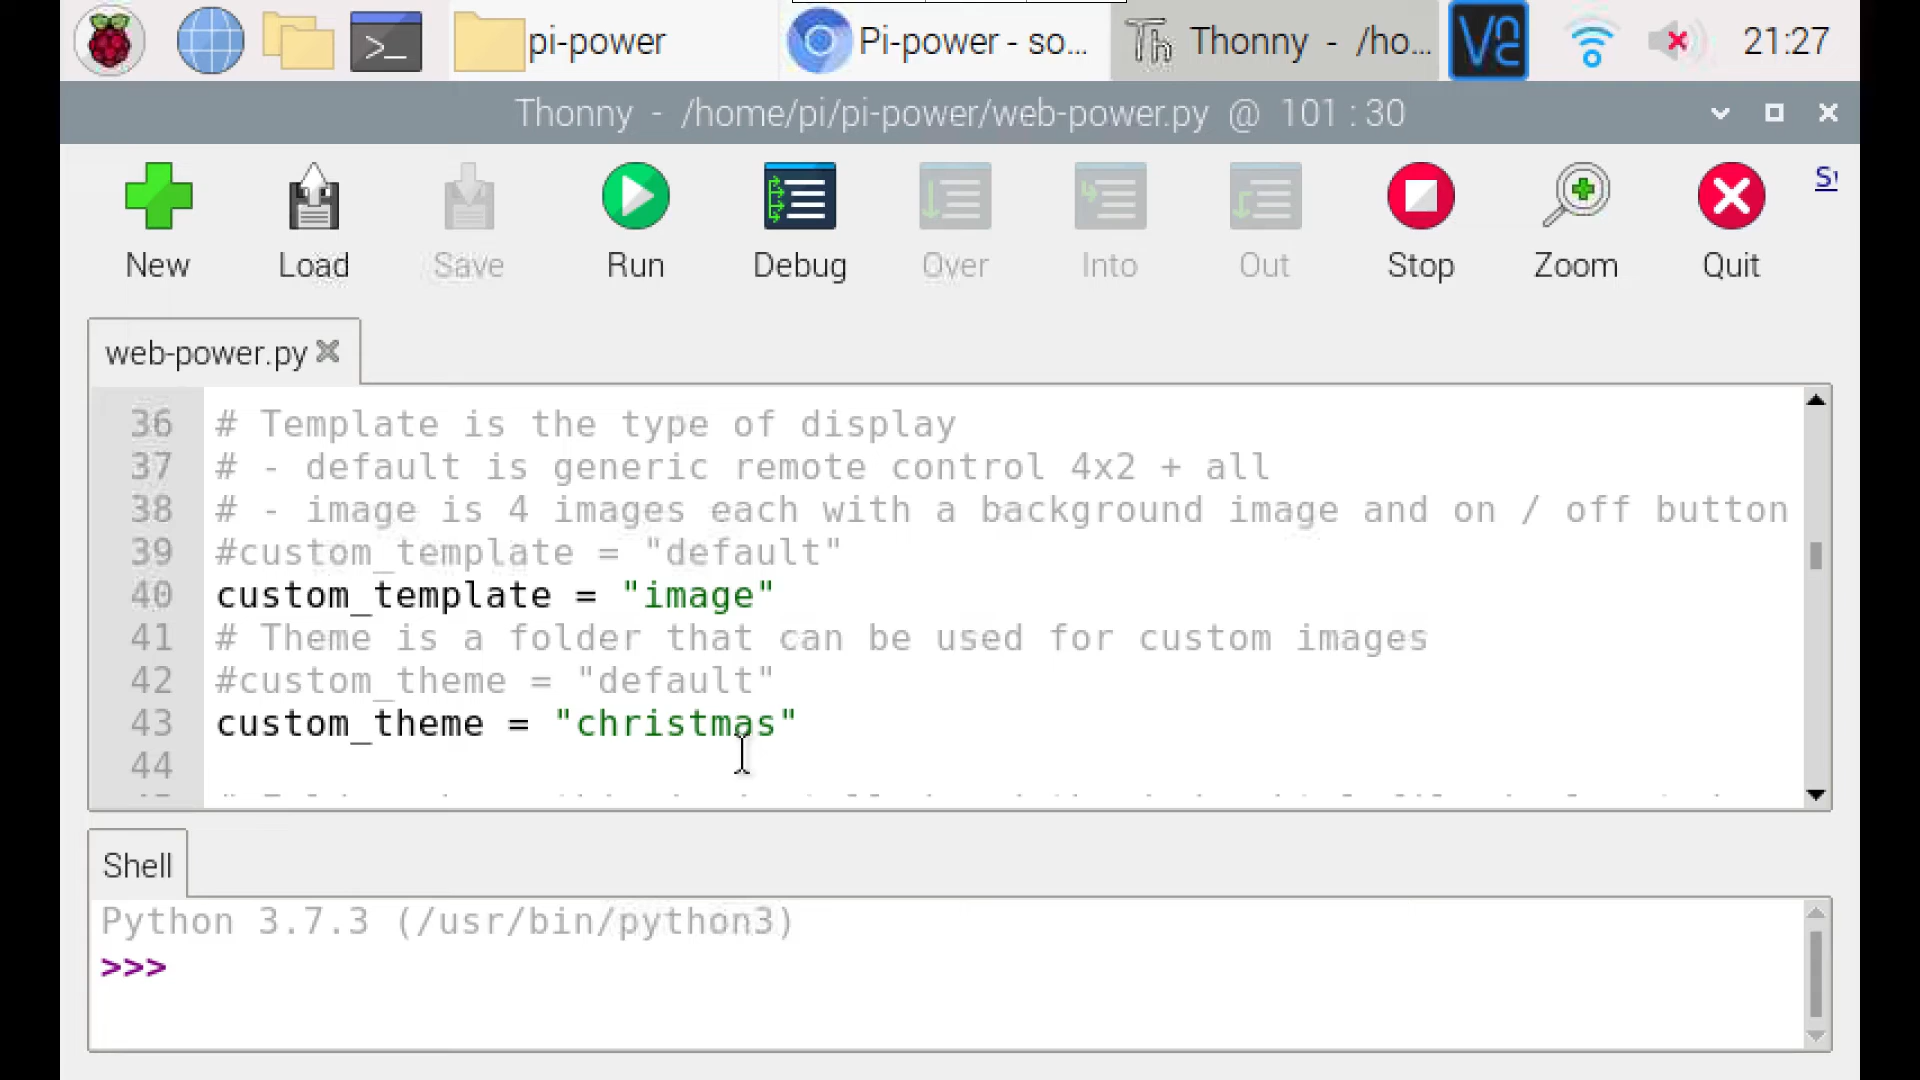 pi-power
Pi-power - so...
Thonny - /ho...
21:27
Thonny - /home/pi/pi-power/web-power.py @ 101 : 30
New
Load
Save
Run
Debug
Over
Into
Out
Stop
Zoom
Quit
web-power.py
36 # Template is the type of display
37 # - default is generic remote control 4x2 + all
38 # - image is 4 images each with a background image and on / off button
39 #custom_template = "default"
40 custom_template = "image"
41 # Theme is a folder that can be used for custom images
42 #custom_theme = "default"
43 custom_theme = "christmas"
44
Shell
Python 3.7.3 (/usr/bin/python3)
>>>